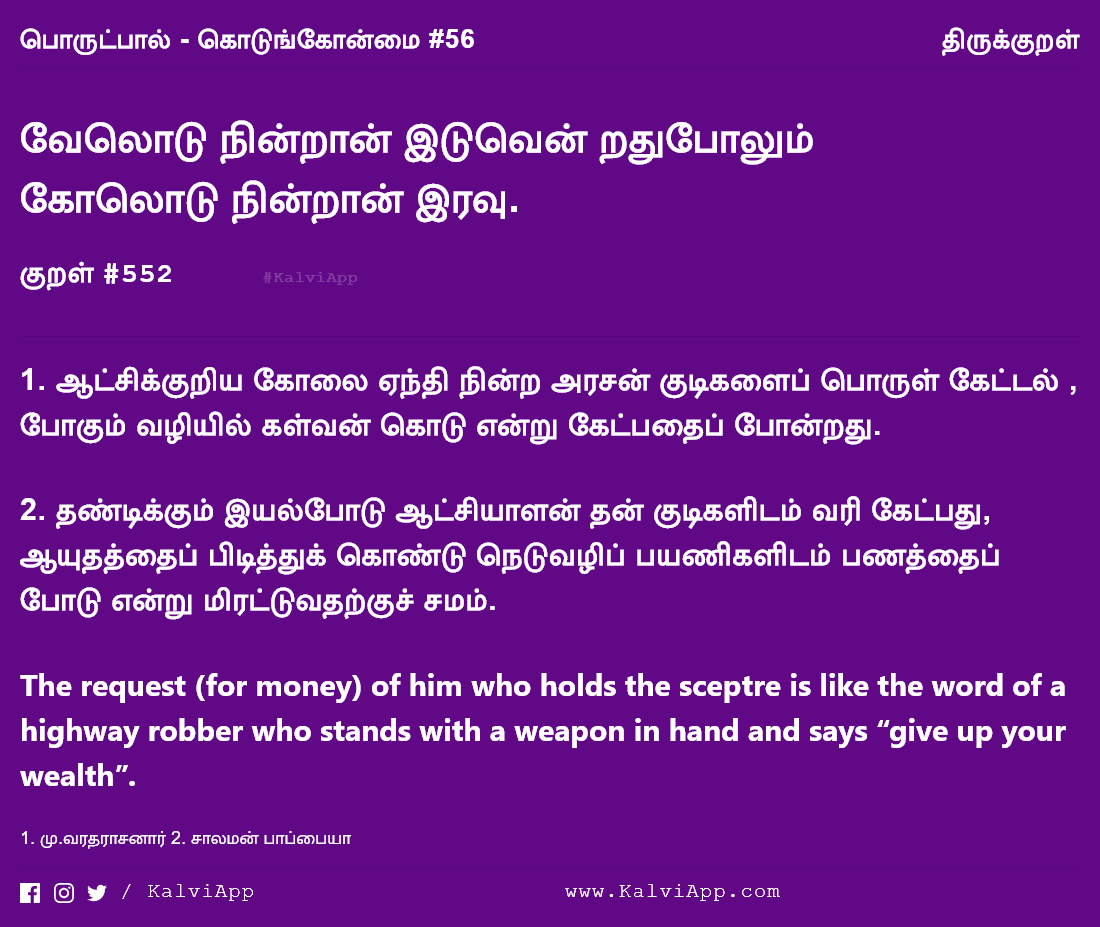 பொருட்பால் - கொடுங்கோன்மை #56 திருக்குறள்
வேலொடு நின்றான் இடுவென் றதுபோலும்
கோலொடு நின்றான் இரவு.
குறள் #552 #KalviApp
1. ஆட்சிக்குறிய கோலை ஏந்தி நின்ற அரசன் குடிகளைப் பொருள் கேட்டல் ,
போகும் வழியில் கள்வன் கொடு என்று கேட்பதைப் போன்றது.
2. தண்டிக்கும் இயல்போடு ஆட்சியாளன் தன் குடிகளிடம் வரி கேட்பது,
ஆயுதத்தைப் பிடித்துக் கொண்டு நெடுவழிப் பயணிகளிடம் பணத்தைப்
போடு என்று மிரட்டுவதற்குச் சமம்.
The request (for money) of him who holds the sceptre is like the word of a
highway robber who stands with a weapon in hand and says “give up your
wealth”.
1. மு.வரதராசனார் 2. சாலமன் பாப்பையா
/ KalviApp www.KalviApp.com